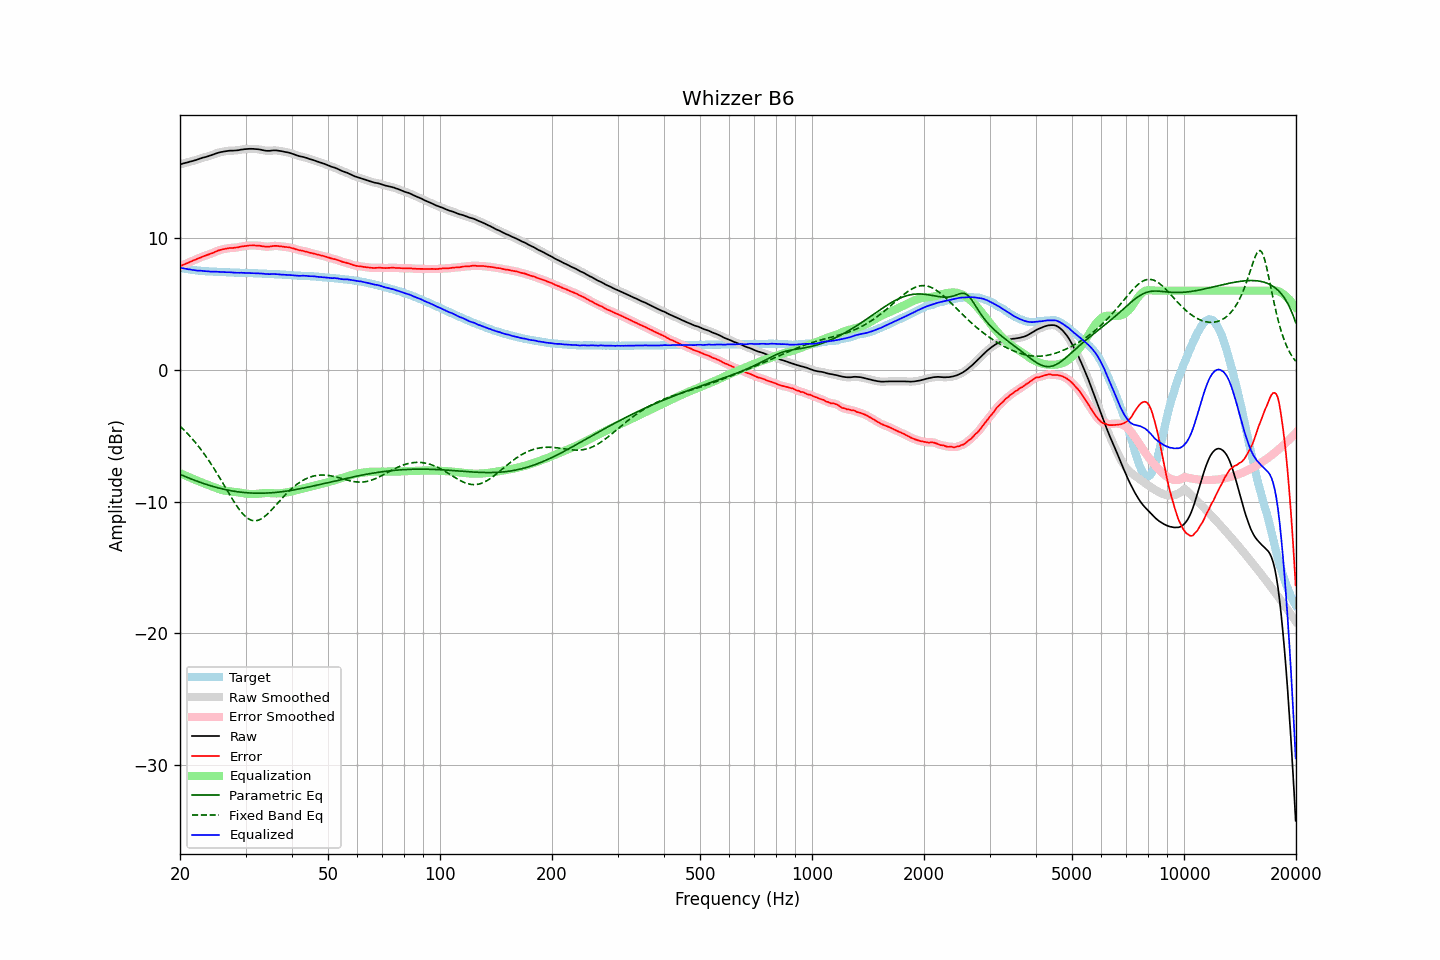 Whizzer B6
Amplitude (dBr)
10
0
−10
−20
−30
Target
Raw Smoothed
Error Smoothed
Raw
Error
Equalization
Parametric Eq
Fixed Band Eq
Equalized
20 50 100 200 500 1000 2000 5000 10000 20000
Frequency (Hz)